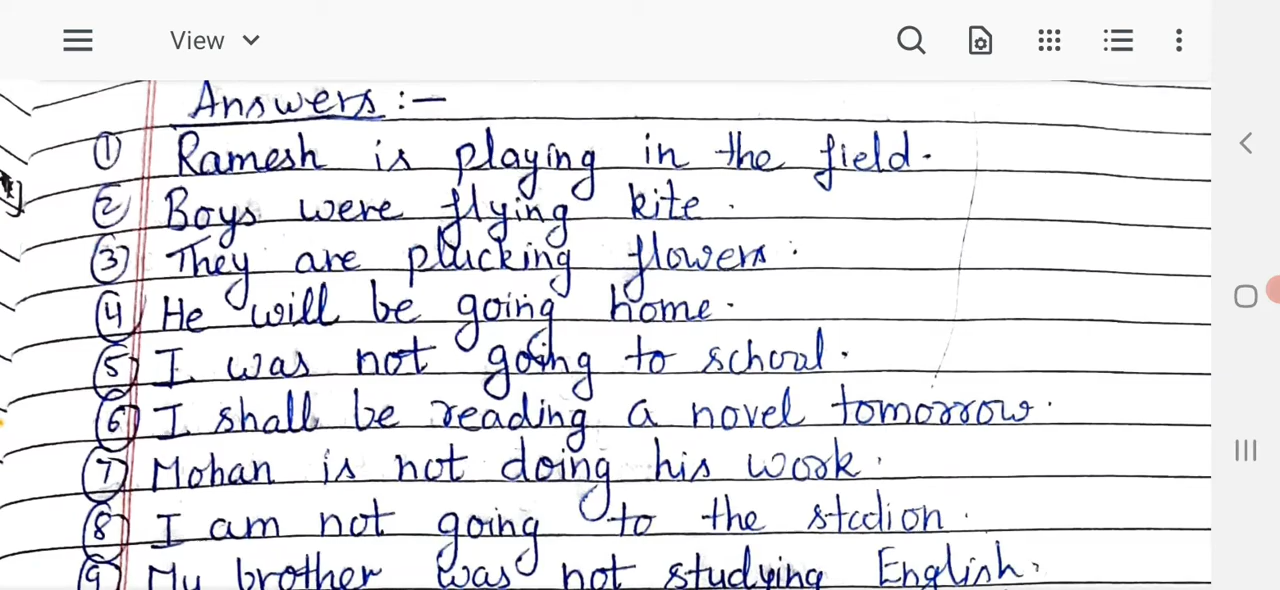 View
Answers :-
① Ramesh is playing in the field.
② Boys were flying kite.
③ They are plucking flowers.
④ He will be going home.
⑤ I was not going to school.
⑥ I shall be reading a novel tomorrow.
⑦ Mohan is not doing his work.
⑧ I am not going to the stadion.
⑨ My brother was not studying English.